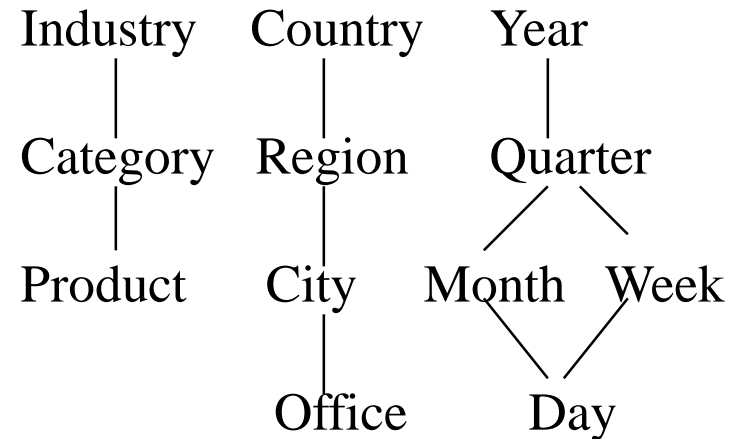 Industry Country Year
Category Region Quarter
Product City Month Week
Office Day